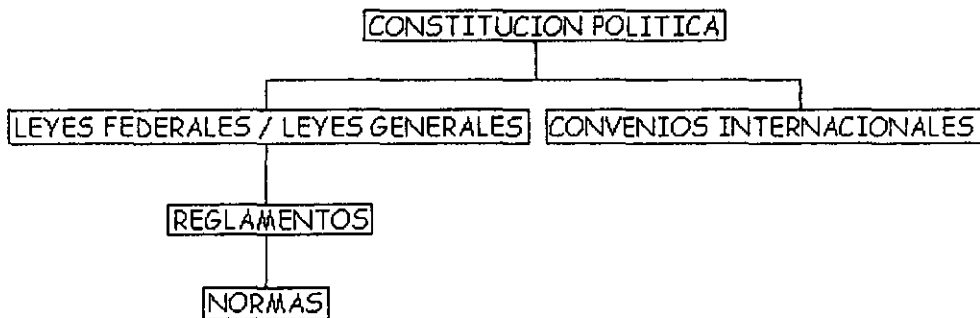 CONSTITUCION POLITICA
LEYES FEDERALES / LEYES GENERALES
CONVENIOS INTERNACIONALES
REGLAMENTOS
NORMAS